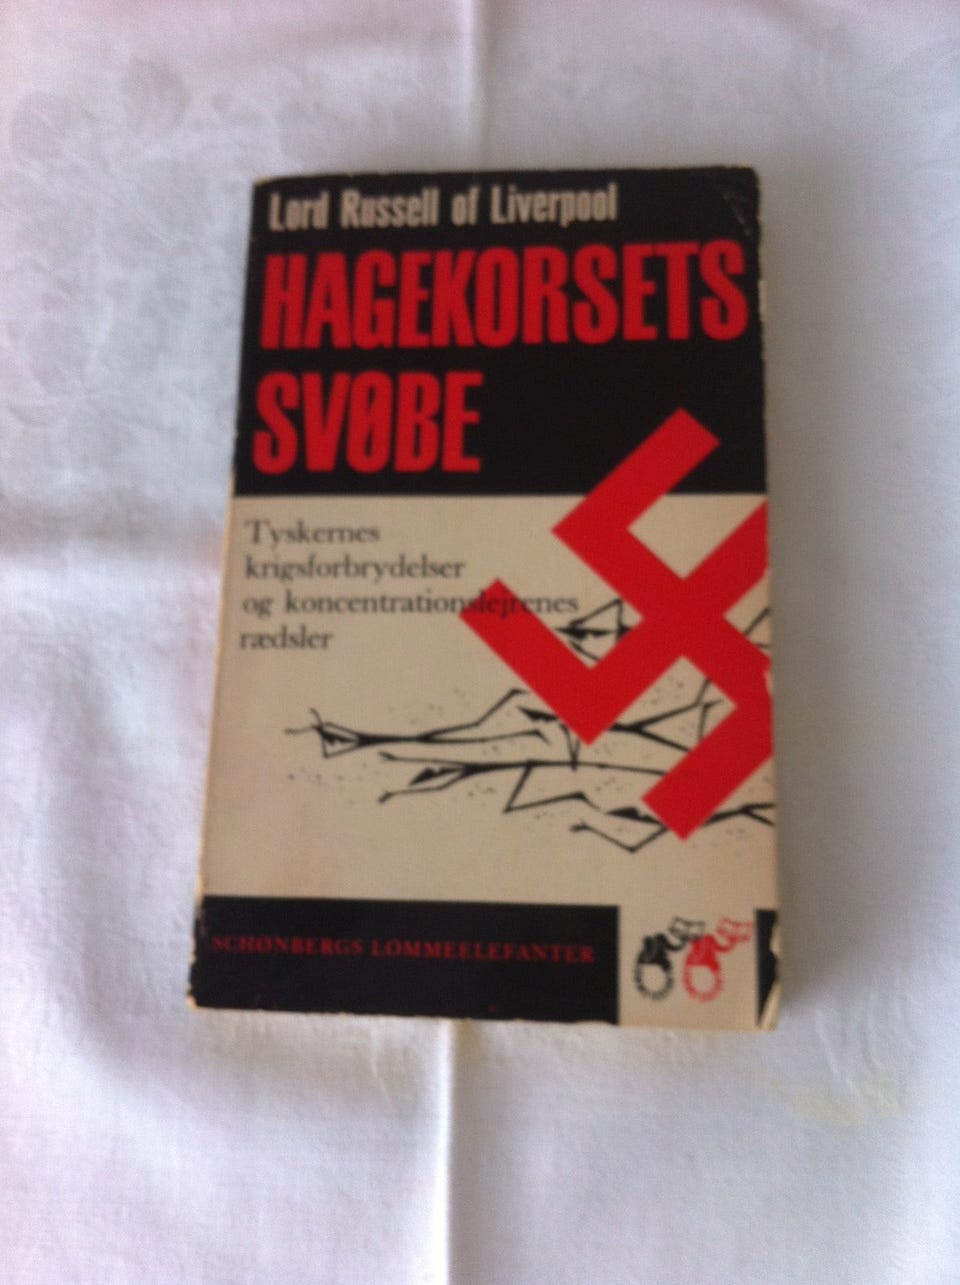 Lord Russell of Liverpool
HAGEKORSETS
SVØBE
Tyskernes
krigsforbrydelser
og koncentrationslejrenes
rædsler
SCHØNBERGS LOMMEELEFANTER